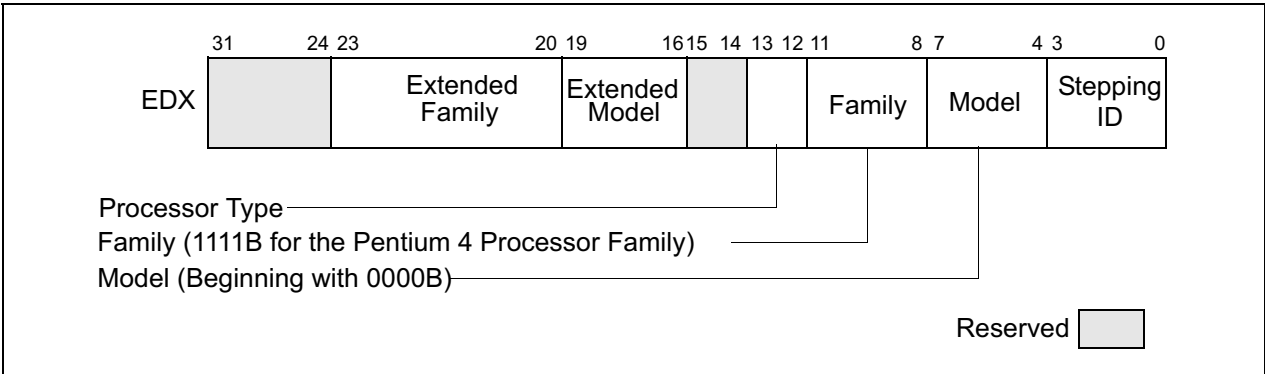 31 24 23 20 19 16 15 14 13 12 11 8 7 4 3 0
EDX
Extended Family
Extended Model
Family
Model
Stepping ID
Processor Type
Family (1111B for the Pentium 4 Processor Family)
Model (Beginning with 0000B)
Reserved